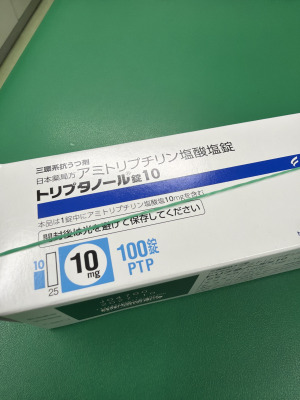 三環系抗うつ剤
日本薬局方 アミトリプチリン塩酸塩錠
トリプタノール錠10
本品は1錠中にアミトリプチリン塩酸塩10mgを含む
開封後は光を避けて保存してください
10
25
10mg
100錠
PTP